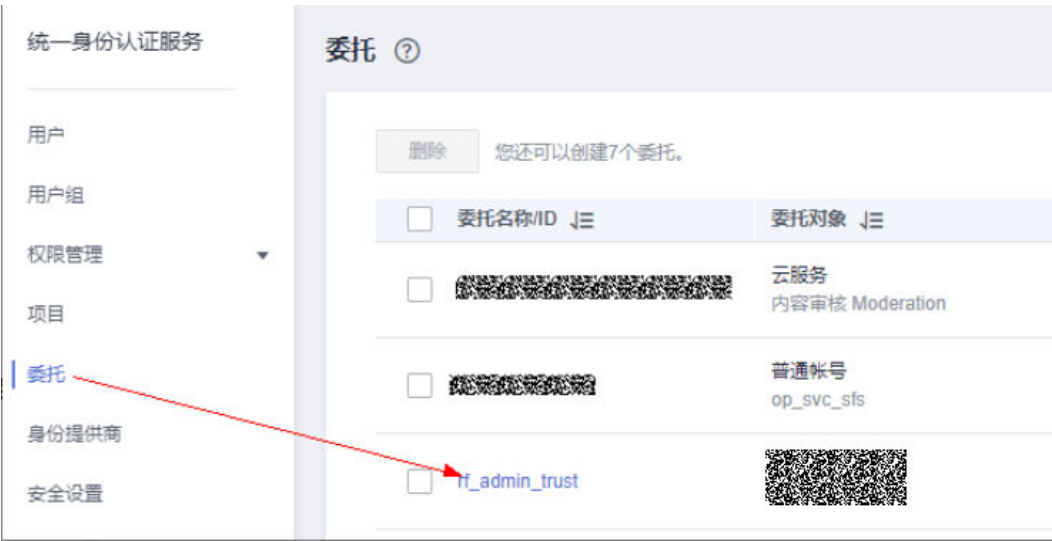 统一身份认证服务
委托 ?
用户
用户组
权限管理
项目
委托
身份提供商
安全设置
删除 您还可以创建7个委托。
委托名称/ID 委托对象
云服务
内容审核 Moderation
普通帐号
op_svc_sfs
rf_admin_trust